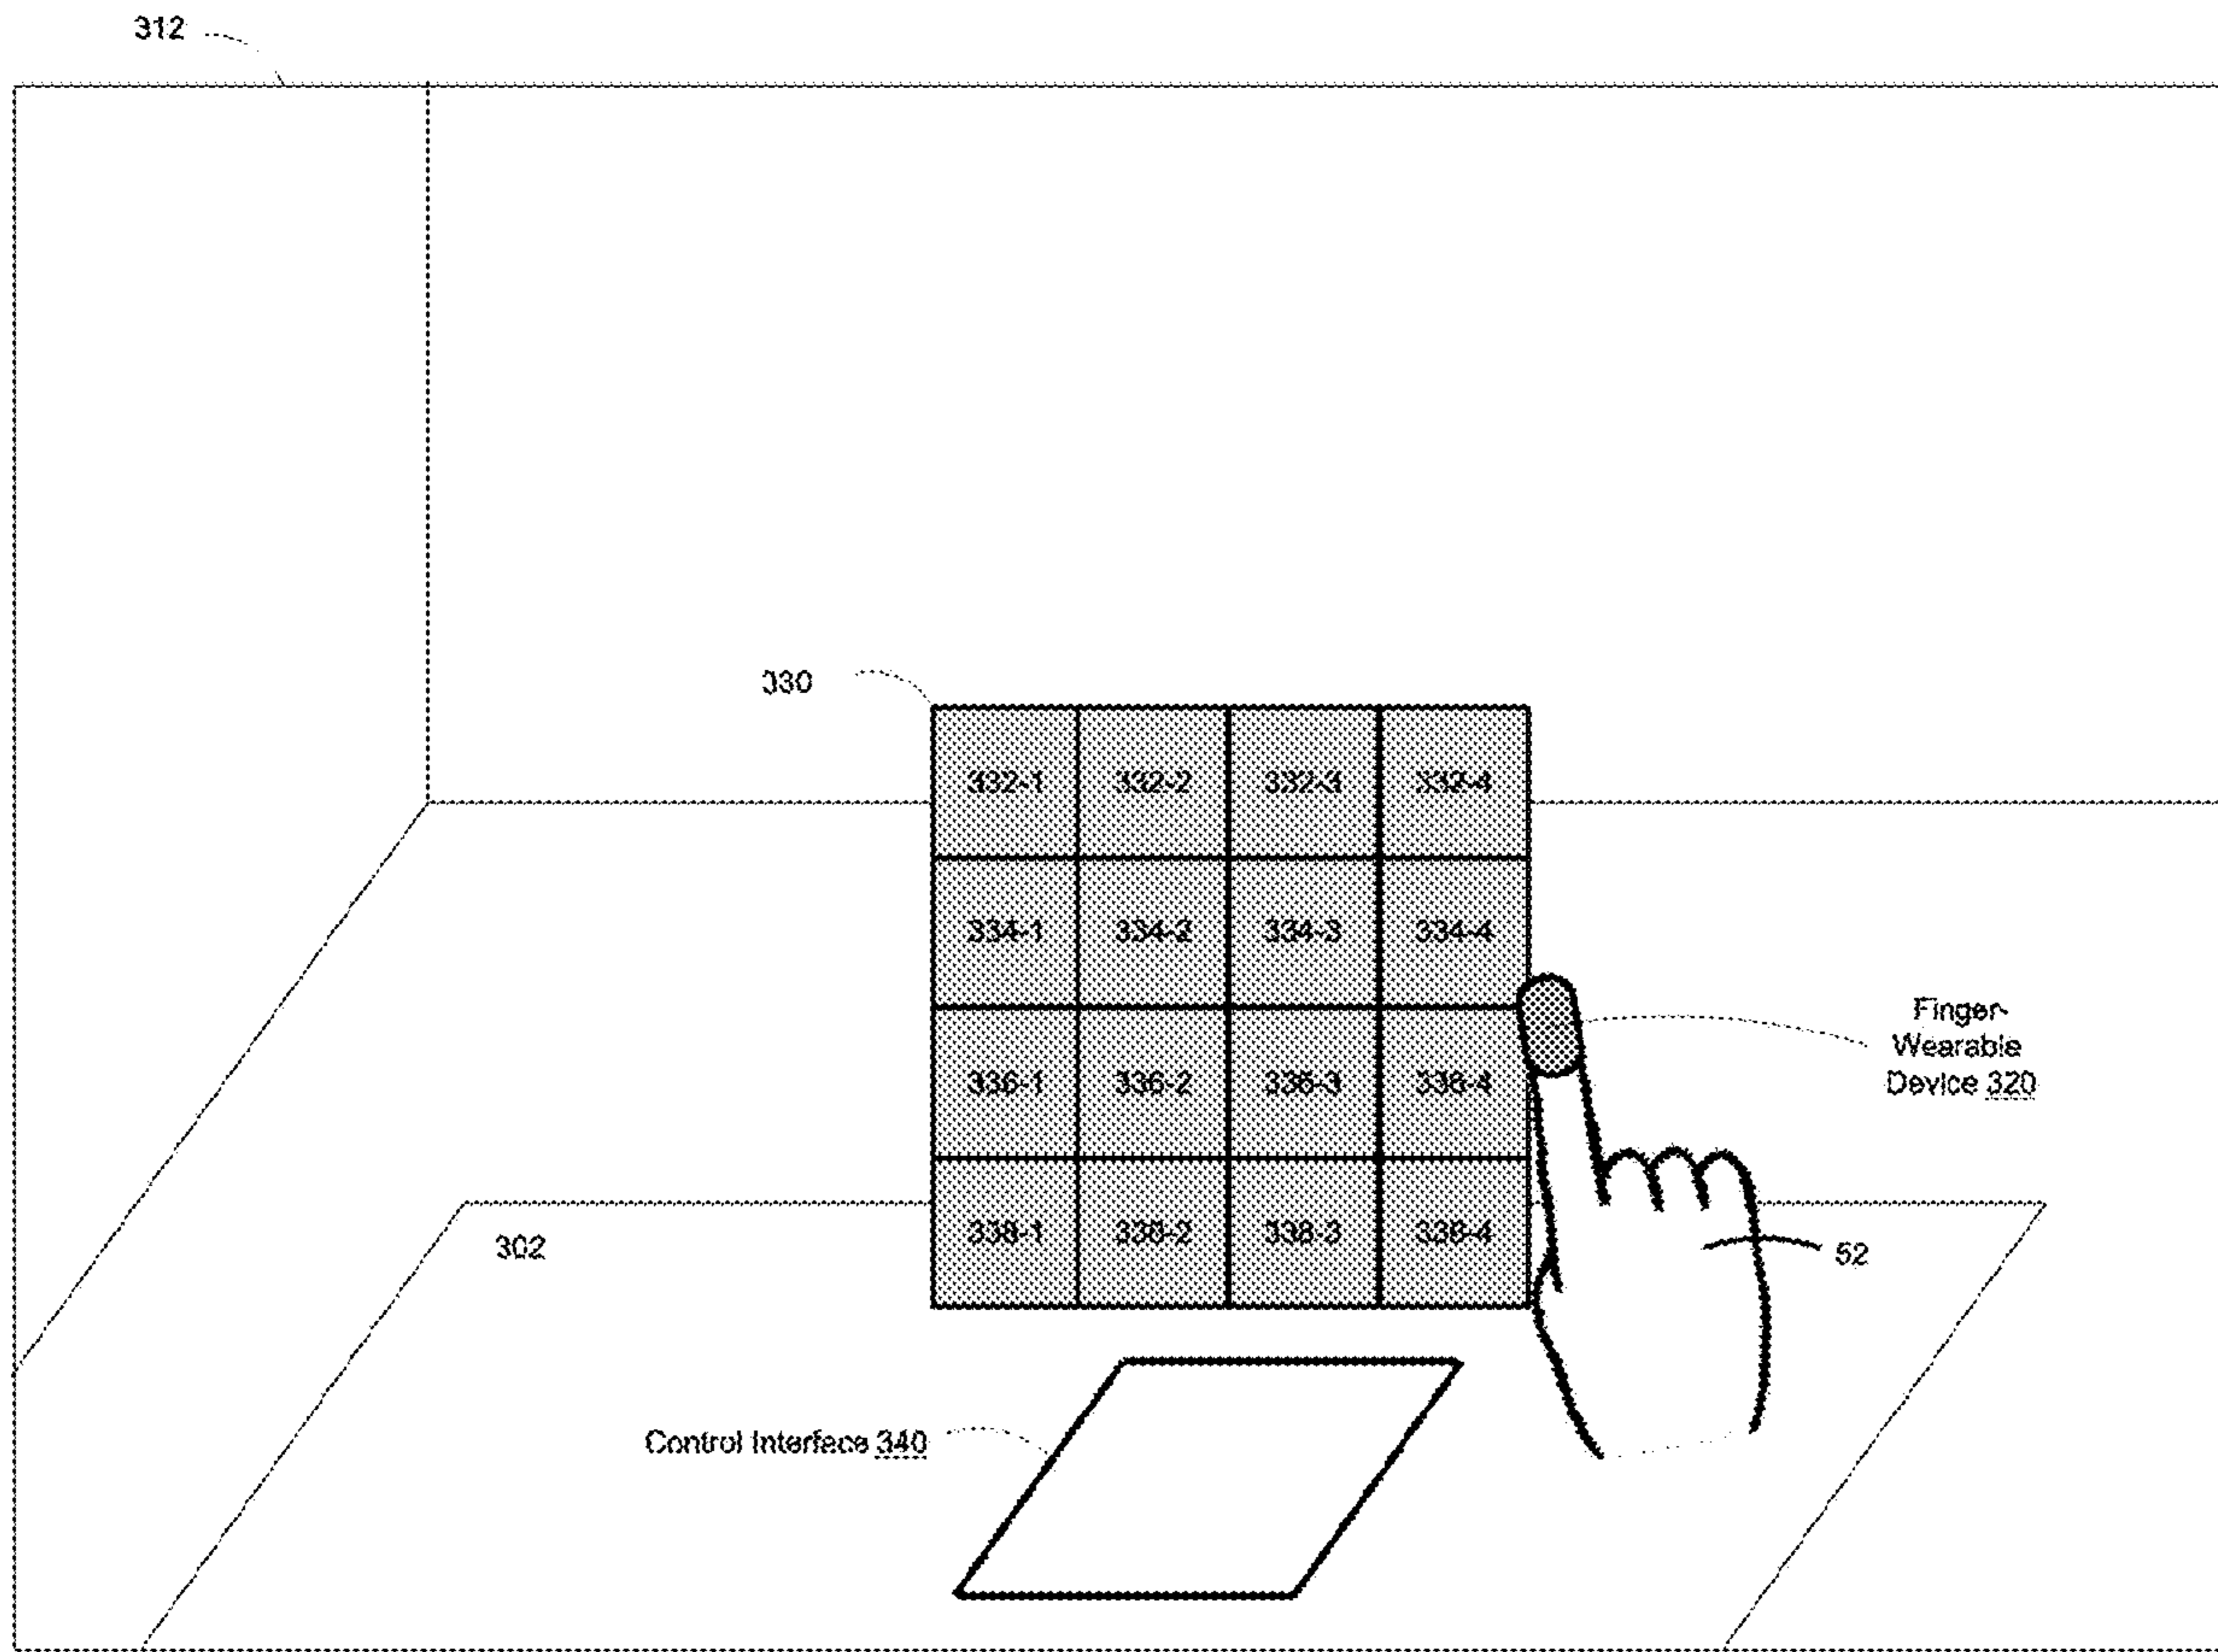 312
330
332-1 332-2 332-3 332-4
334-1 334-2 334-3 334-4
336-1 336-2 336-3 336-4
338-1 338-2 338-3 338-4
Finger-
Wearable
Device 320
302
52
Control Interface 340